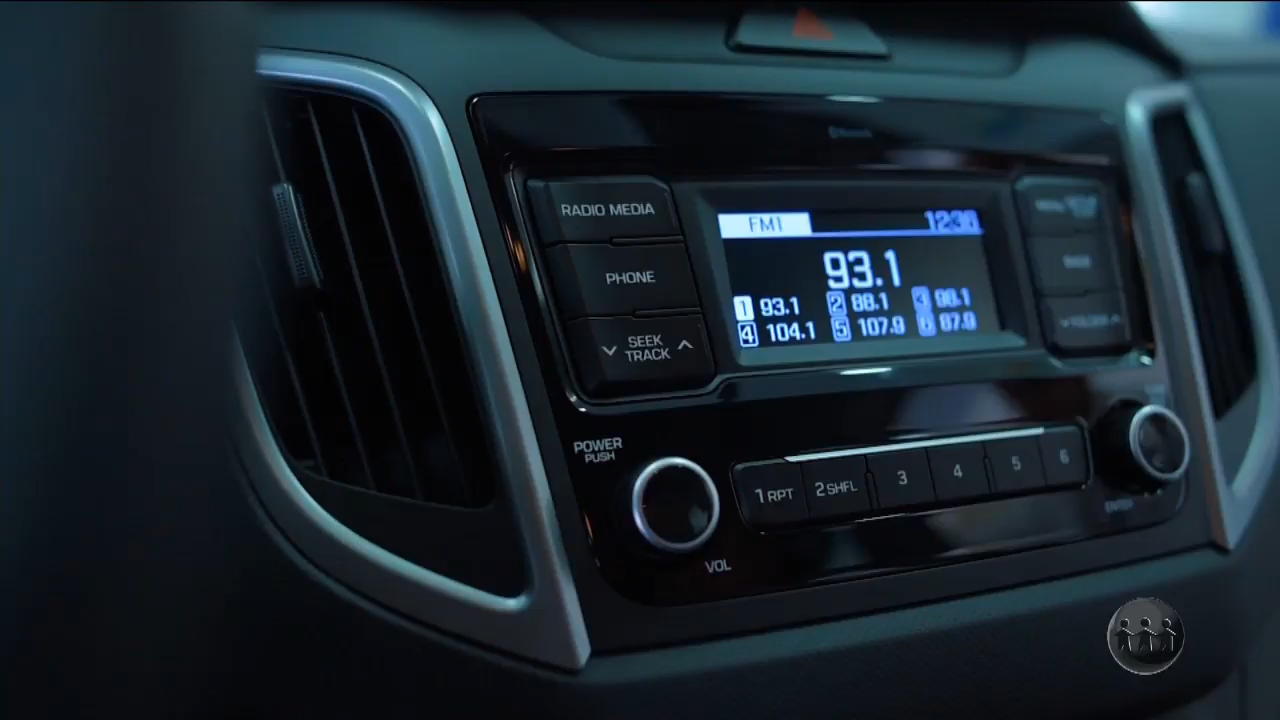 RADIO MEDIA
PHONE
SEEK
TRACK
FM1 12:36
93.1
1 93.1 2 88.1 3 98.1
4 104.1 5 107.9 6 87.9
POWER
PUSH
VOL
1 RPT 2 SHFL 3 4 5 6
ENTER